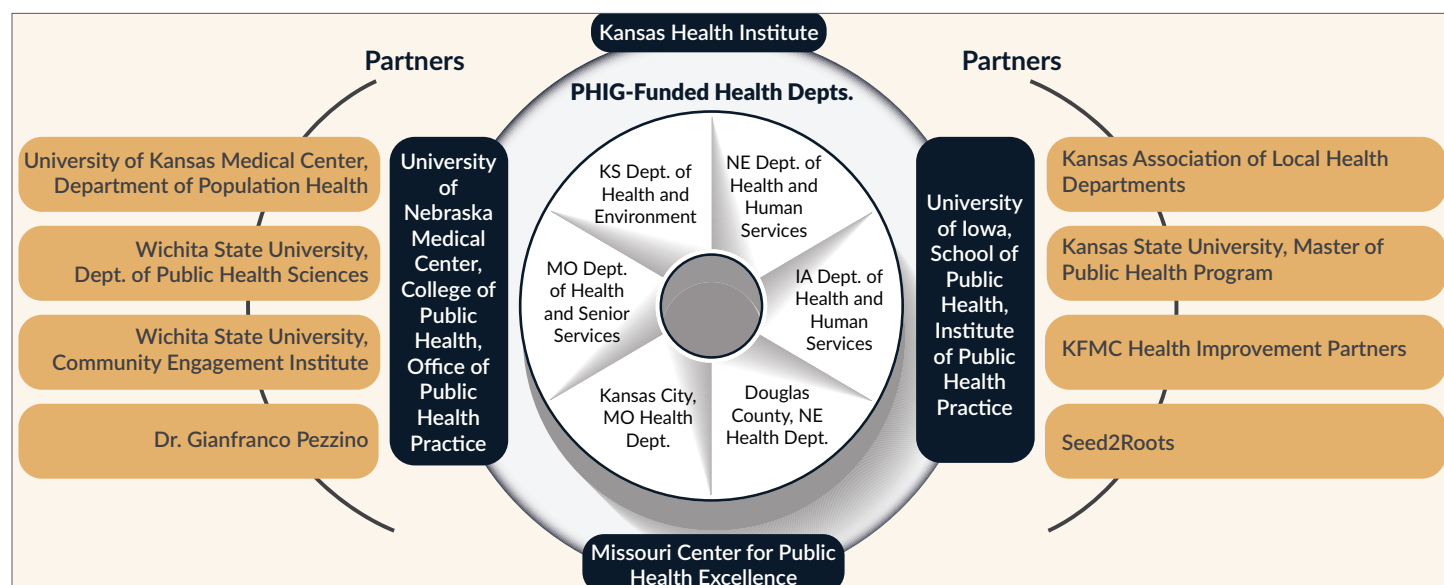 Kansas Health Institute
Partners
Partners
PHIG-Funded Health Depts.
University of Kansas Medical Center,
Department of Population Health
Wichita State University,
Dept. of Public Health Sciences
Wichita State University,
Community Engagement Institute
Dr. Gianfranco Pezzino
University
of
Nebraska
Medical
Center,
College of
Public
Health,
Office of
Public
Health
Practice
KS Dept. of
Health and
Environment
NE Dept. of
Health and
Human
Services
MO Dept.
of Health
and Senior
Services
IA Dept. of
Health and
Human
Services
Kansas City,
MO Health
Dept.
Douglas
County, NE
Health Dept.
University
of Iowa,
School of
Public
Health,
Institute
of Public
Health
Practice
Kansas Association of Local Health
Departments
Kansas State University, Master of
Public Health Program
KFMC Health Improvement Partners
Seed2Roots
Missouri Center for Public
Health Excellence